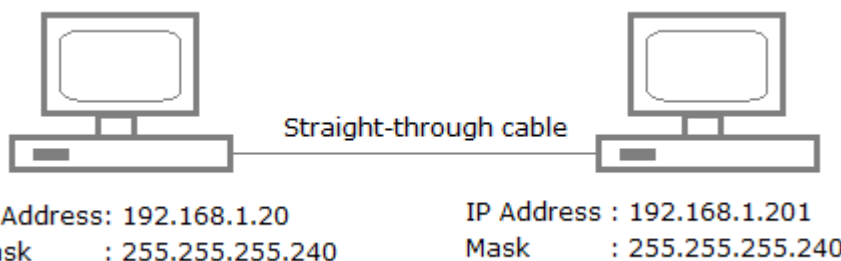 Straight-through cable
Address: 192.168.1.20
IP Address : 192.168.1.201
ask : 255.255.255.240
Mask : 255.255.255.240